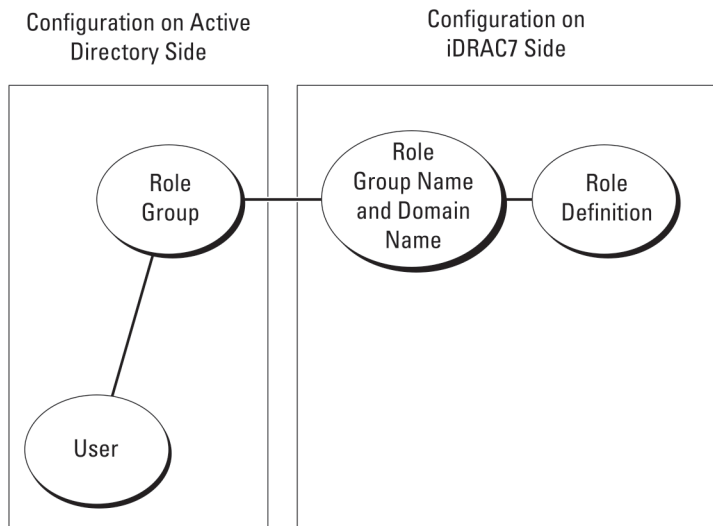 Configuration on Active
Directory Side
Configuration on
iDRAC7 Side
Role
Group
Role
Group Name
and Domain
Name
Role
Definition
User